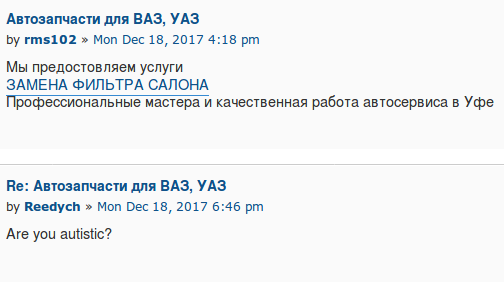 Автозапчасти для ВАЗ, УАЗ
by rms102 » Mon Dec 18, 2017 4:18 pm
Мы предостовляем услуги
ЗАМЕНА ФИЛЬТРА САЛОНА
Профессиональные мастера и качественная работа автосервиса в Уфе
Re: Автозапчасти для ВАЗ, УАЗ
by Reedych » Mon Dec 18, 2017 6:46 pm
Are you autistic?